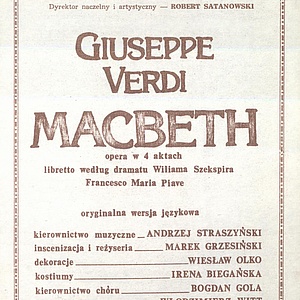 Dyrektor naczelny i artystyczny — ROBERT SATANOWSKI
GIUSEPPE
VERDI
MACBETH
opera w 4 aktach
libretto według dramatu Wiliama Szekspira
Francesco Maria Piave
oryginalna wersja językowa
kierownictwo muzyczne ANDRZEJ STRASZYŃSKI
inscenizacja i reżyseria MAREK GRZESIŃSKI
dekoracje WIESŁAW OLKO
kostiumy IRENA BIEGAŃSKA
kierownictwo chóru BOGDAN GOLA
WŁODZIMIERZ WITT